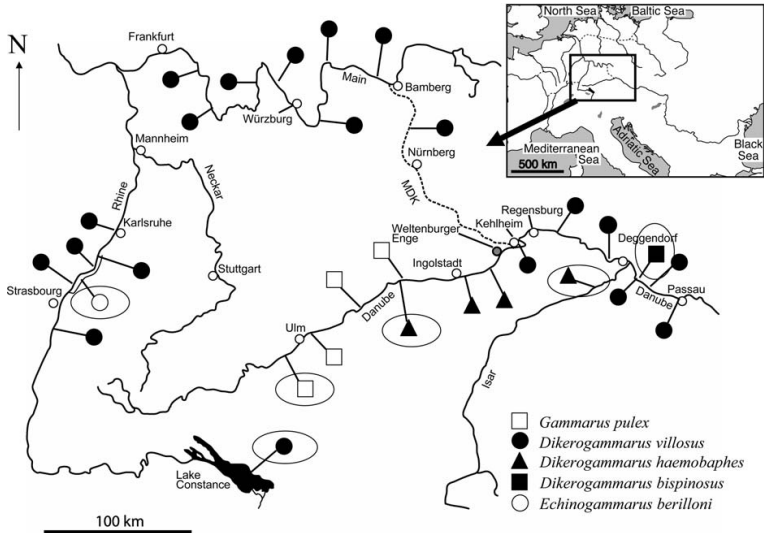 North Sea
Baltic Sea
Adriatic Sea
Mediterranean
Sea
Black
Sea
500 km
N
Frankfurt
Main
Bamberg
Würzburg
Mannheim
Nürnberg
MDK
Neckar
Rhine
Karlsruhe
Stuttgart
Strasbourg
Weltenburger
Enge
Kehlheim
Regensburg
Deggendorf
Ingolstadt
Danube
Danube
Passau
Ulm
Isar
Lake
Constance
Gammarus pulex
Dikerogammarus villosus
Dikerogammarus haemobaphes
Dikerogammarus bispinosus
Echinogammarus berilloni
100 km